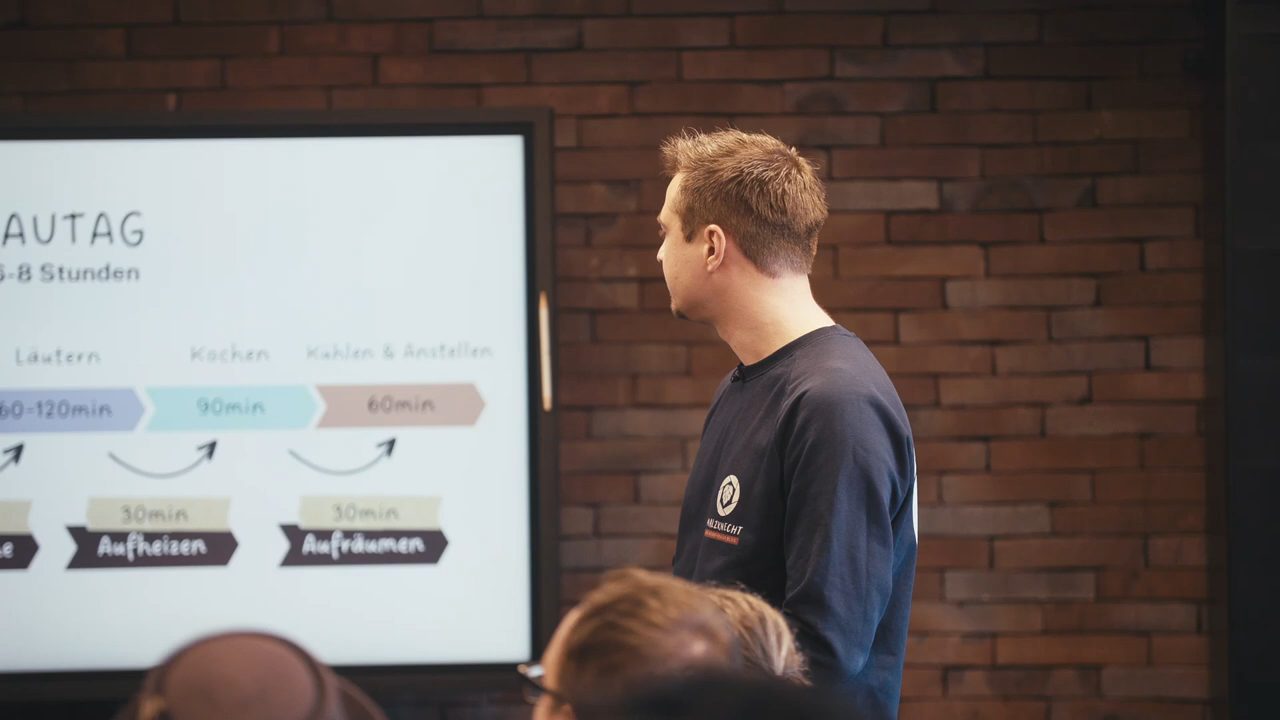 AUTAG
6-8 Stunden
Läutern Kochen Kühlen & Anstellen
60-120min 90min 60min
30min 30min
Aufheizen Aufräumen